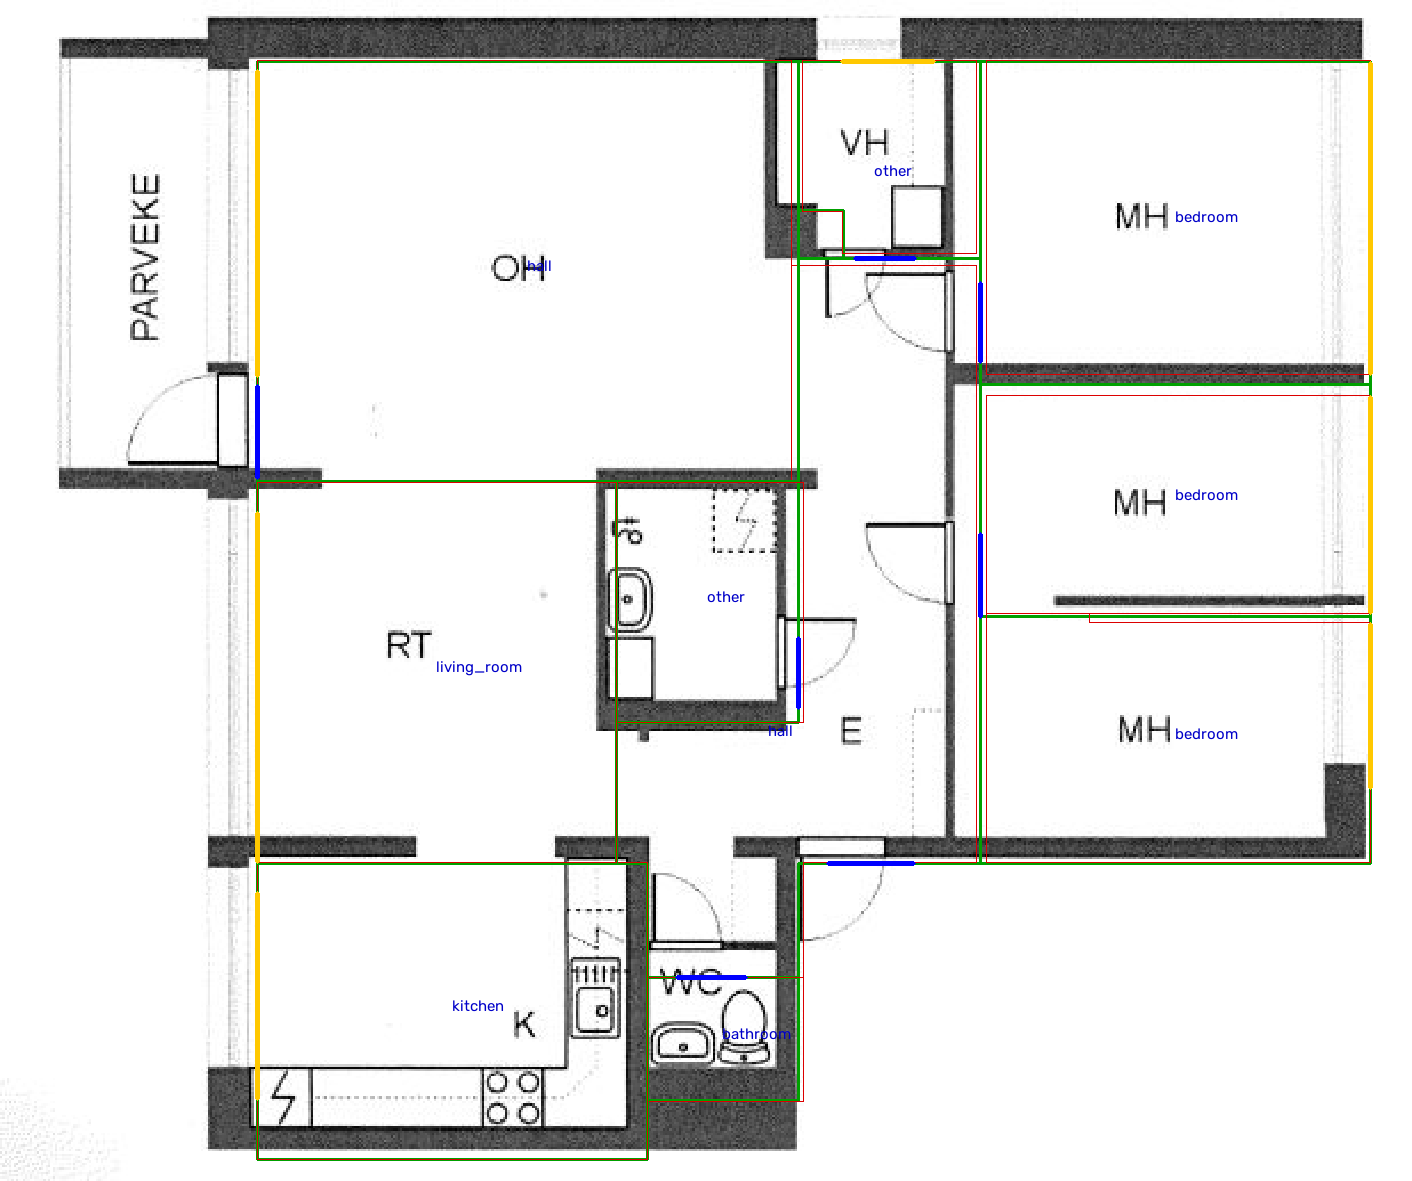 VH
other
PARVEKE
MH bedroom
OH
hall
MH bedroom
other
RT
living_room
E
hall
MH bedroom
WC
kitchen
K
bathroom